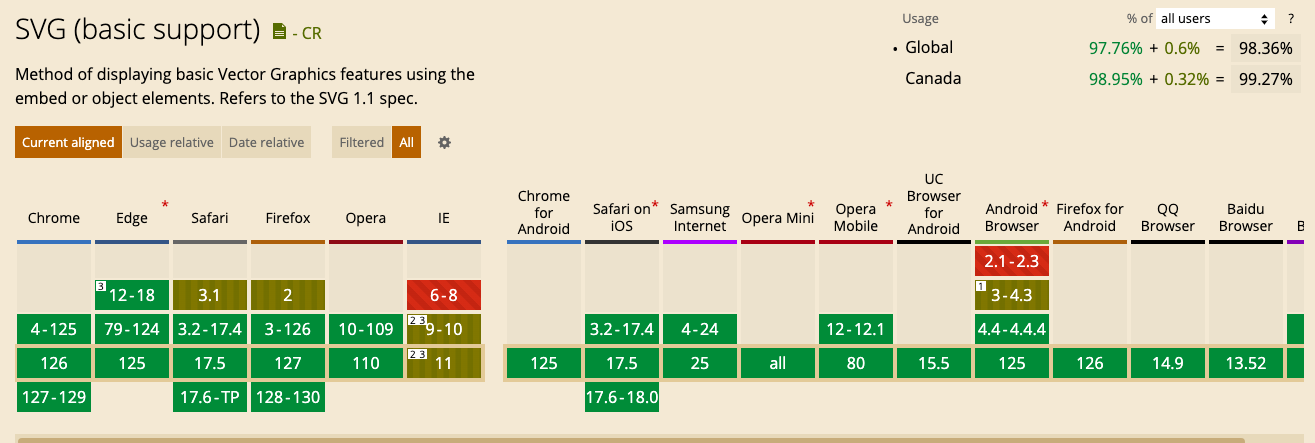 SVG (basic support) - CR
Usage % of all users ?
Global 97.76% + 0.6% = 98.36%
Canada 98.95% + 0.32% = 99.27%
Method of displaying basic Vector Graphics features using the
embed or object elements. Refers to the SVG 1.1 spec.
Current aligned Usage relative Date relative Filtered All
Chrome Edge * Safari Firefox Opera IE
Chrome for Android
Safari on iOS *
Samsung Internet
Opera Mini *
Opera Mobile *
UC Browser for Android
Android Browser *
Firefox for Android
QQ Browser
Baidu Browser
B
2.1-2.3
3 12-18 3.1 2 6-8 1 3-4.3
4-125 79-124 3.2-17.4 3-126 10-109 2 3 9-10 3.2-17.4 4-24 12-12.1 4.4-4.4.4
126 125 17.5 127 110 2 3 11 125 17.5 25 all 80 15.5 125 126 14.9 13.52
127-129 17.6-TP 128-130 17.6-18.0